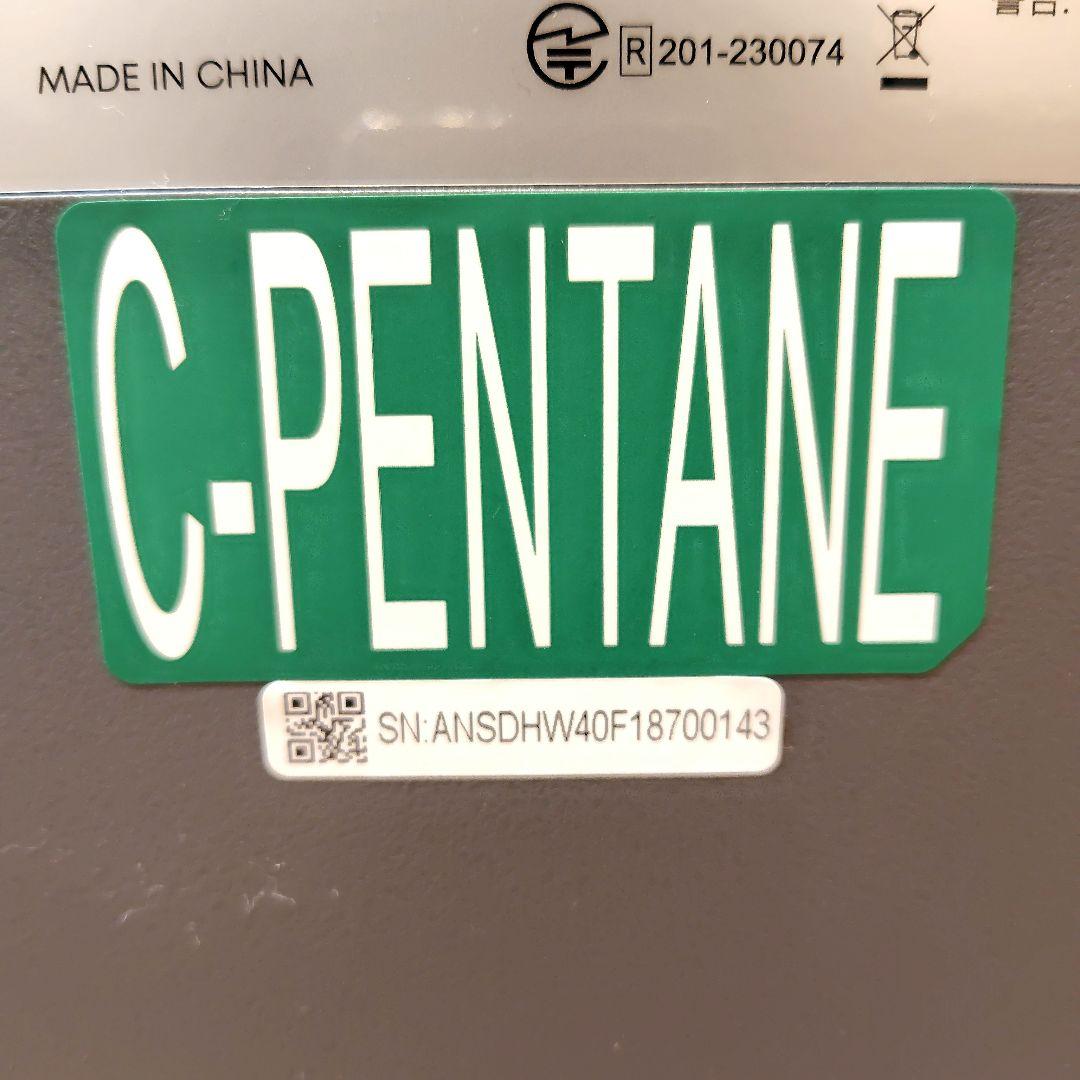 MADE IN CHINA
R 201-230074
C-PENTANE
SN:ANSDHW40F18700143